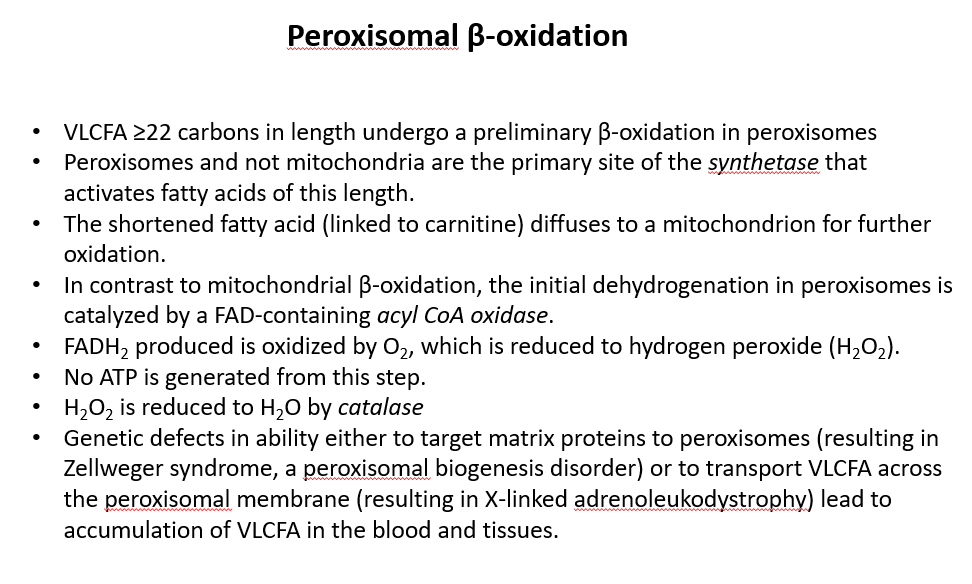 Peroxisomal β-oxidation
• VLCFA ≥22 carbons in length undergo a preliminary β-oxidation in peroxisomes
• Peroxisomes and not mitochondria are the primary site of the synthetase that
activates fatty acids of this length.
• The shortened fatty acid (linked to carnitine) diffuses to a mitochondrion for further
oxidation.
• In contrast to mitochondrial β-oxidation, the initial dehydrogenation in peroxisomes is
catalyzed by a FAD-containing acyl CoA oxidase.
• FADH₂ produced is oxidized by O₂, which is reduced to hydrogen peroxide (H₂O₂).
• No ATP is generated from this step.
• H₂O₂ is reduced to H₂O by catalase
• Genetic defects in ability either to target matrix proteins to peroxisomes (resulting in
Zellweger syndrome, a peroxisomal biogenesis disorder) or to transport VLCFA across
the peroxisomal membrane (resulting in X-linked adrenoleukodystrophy) lead to
accumulation of VLCFA in the blood and tissues.